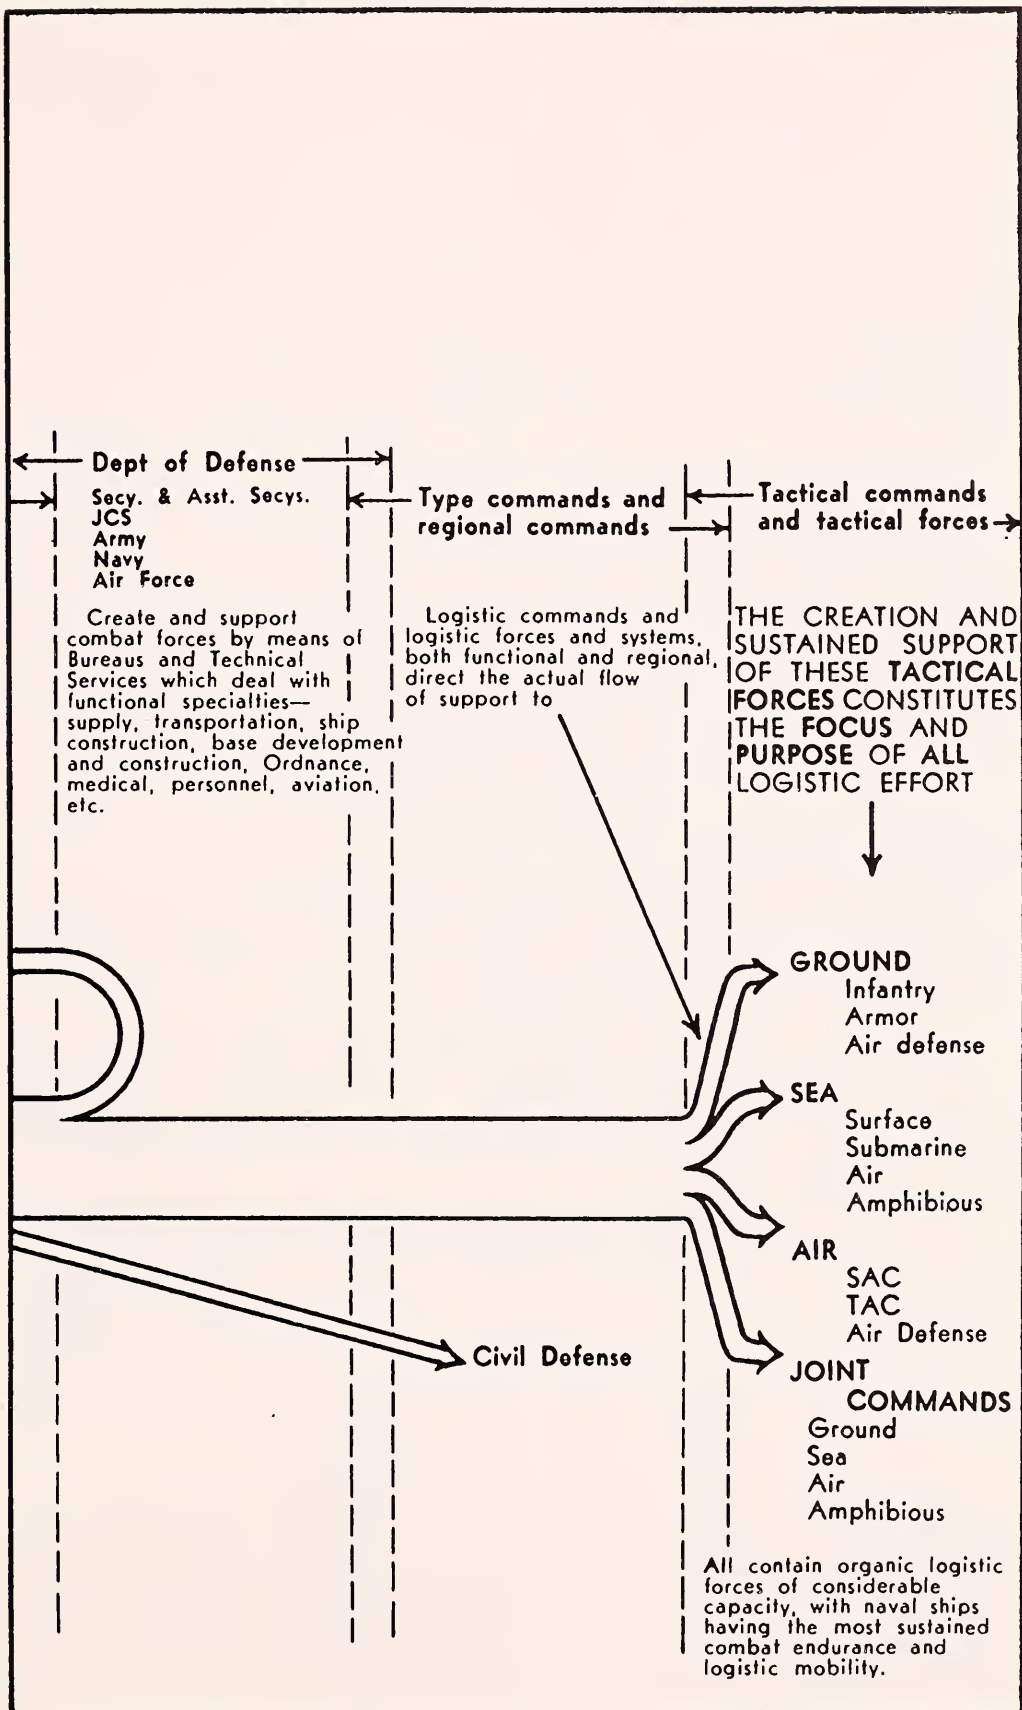 Dept of Defense
Secy. & Asst. Secys.
JCS
Army
Navy
Air Force
Create and support
combat forces by means of
Bureaus and Technical
Services which deal with
functional specialties—
supply, transportation, ship
construction, base development
and construction, Ordnance,
medical, personnel, aviation,
etc.
Type commands and
regional commands
Logistic commands and
logistic forces and systems,
both functional and regional,
direct the actual flow
of support to
Tactical commands
and tactical forces
THE CREATION AND
SUSTAINED SUPPORT
OF THESE TACTICAL
FORCES CONSTITUTES
THE FOCUS AND
PURPOSE OF ALL
LOGISTIC EFFORT
GROUND
Infantry
Armor
Air defense
SEA
Surface
Submarine
Air
Amphibious
AIR
SAC
TAC
Air Defense
JOINT
COMMANDS
Ground
Sea
Air
Amphibious
Civil Defense
All contain organic logistic
forces of considerable
capacity, with naval ships
having the most sustained
combat endurance and
logistic mobility.